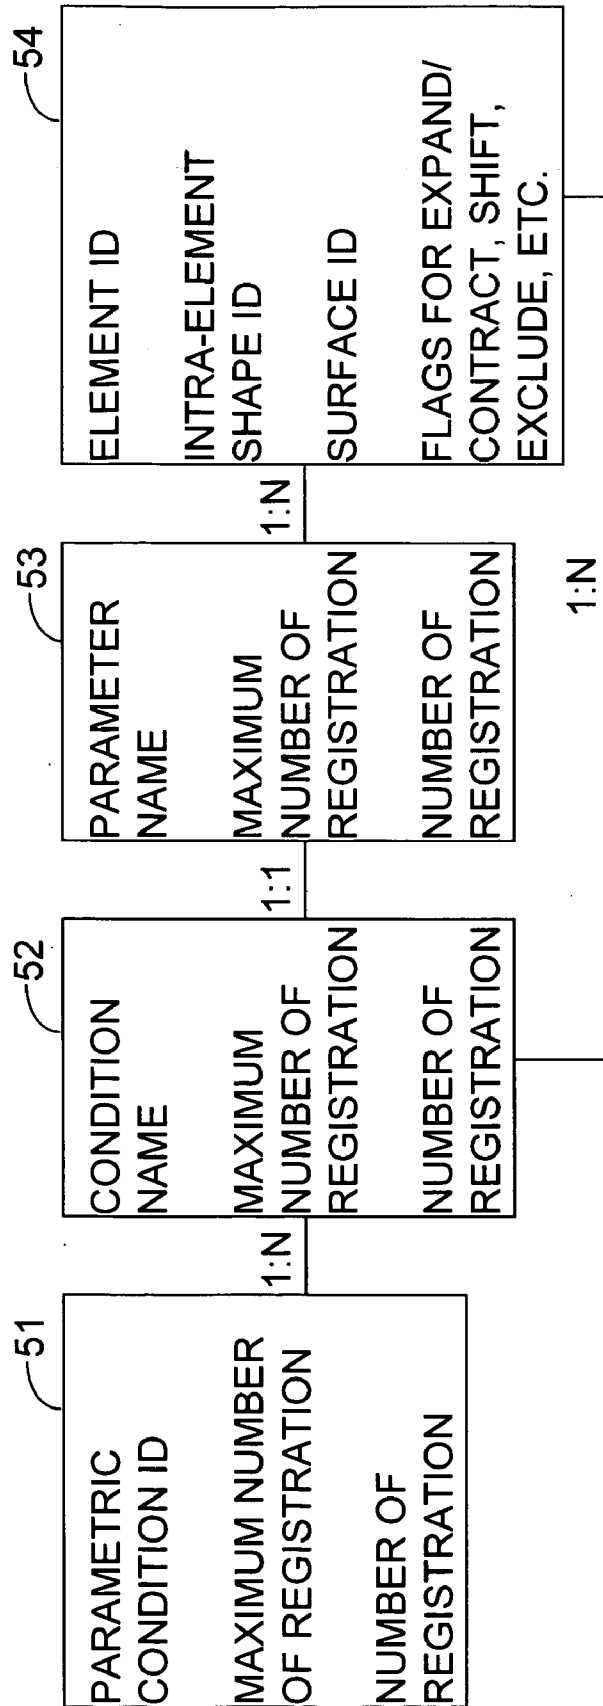 51
PARAMETRIC
CONDITION ID
MAXIMUM NUMBER
OF REGISTRATION
NUMBER OF
REGISTRATION
1:N
52
CONDITION
NAME
MAXIMUM
NUMBER OF
REGISTRATION
NUMBER OF
REGISTRATION
1:1
53
PARAMETER
NAME
MAXIMUM
NUMBER OF
REGISTRATION
NUMBER OF
REGISTRATION
1:N
54
ELEMENT ID
INTRA-ELEMENT
SHAPE ID
SURFACE ID
FLAGS FOR EXPAND/
CONTRACT, SHIFT,
EXCLUDE, ETC.
1:N